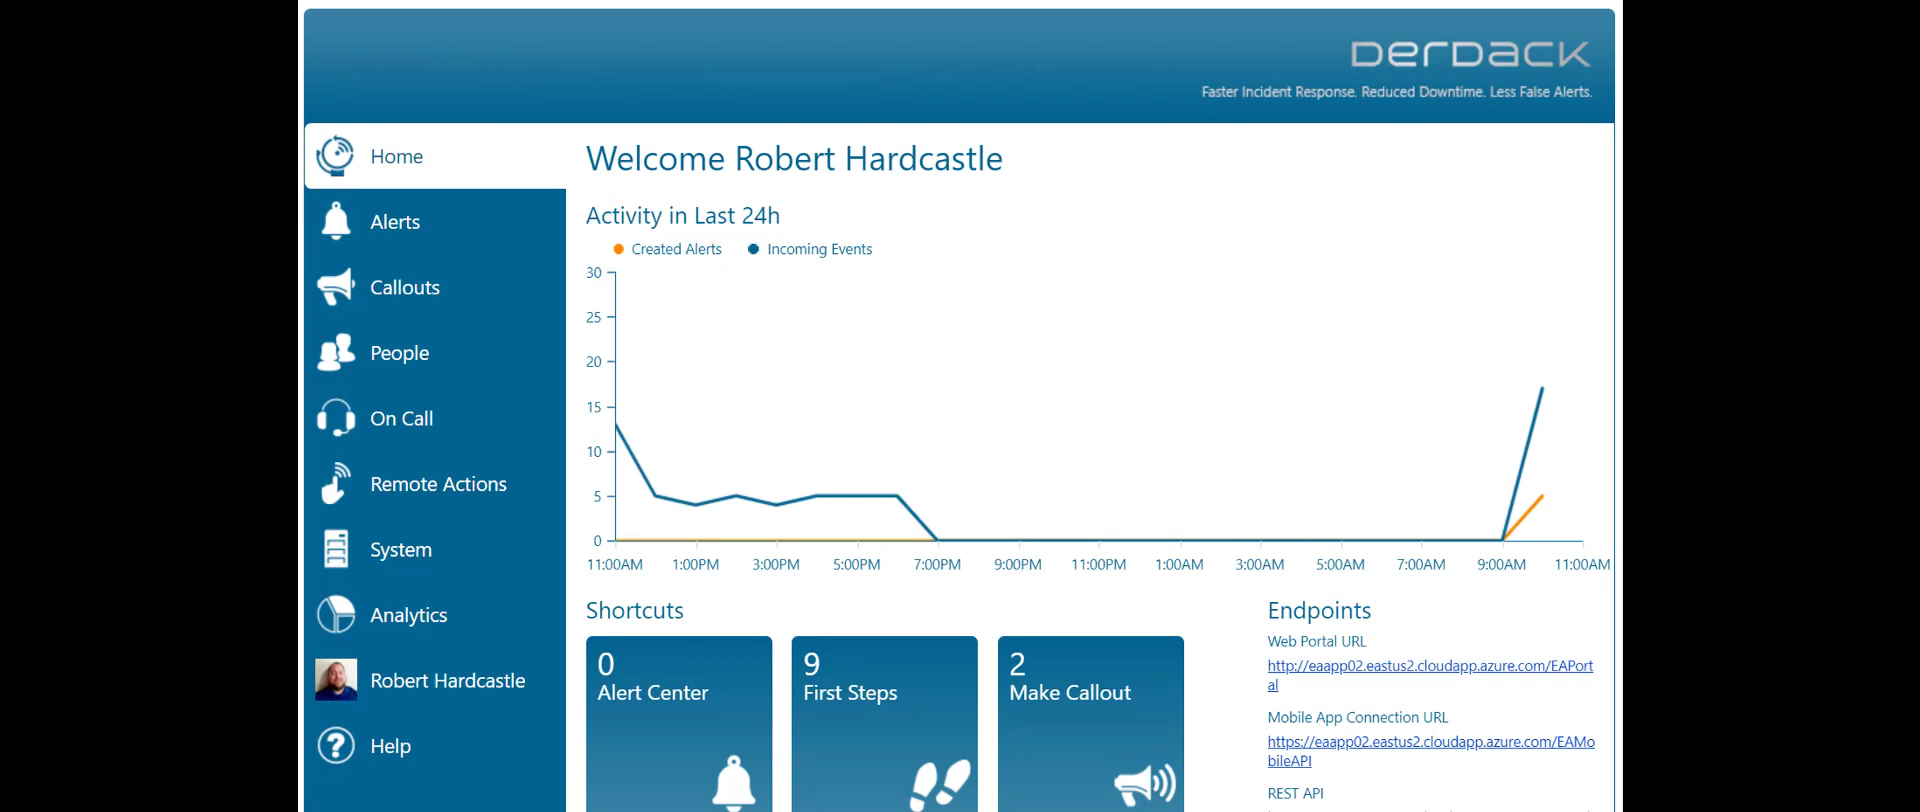 DERDACK
Faster Incident Response. Reduced Downtime. Less False Alerts.
Home
Alerts
Callouts
People
On Call
Remote Actions
System
Analytics
Robert Hardcastle
Help
Welcome Robert Hardcastle
Activity in Last 24h
Created Alerts Incoming Events
30
25
20
15
10
5
0
11:00AM 1:00PM 3:00PM 5:00PM 7:00PM 9:00PM 11:00PM 1:00AM 3:00AM 5:00AM 7:00AM 9:00AM 11:00AM
Shortcuts
0
Alert Center
9
First Steps
2
Make Callout
Endpoints
Web Portal URL
http://eaapp02.eastus2.cloudapp.azure.com/EAPort
al
Mobile App Connection URL
https://eaapp02.eastus2.cloudapp.azure.com/EAMo
bileAPI
REST API